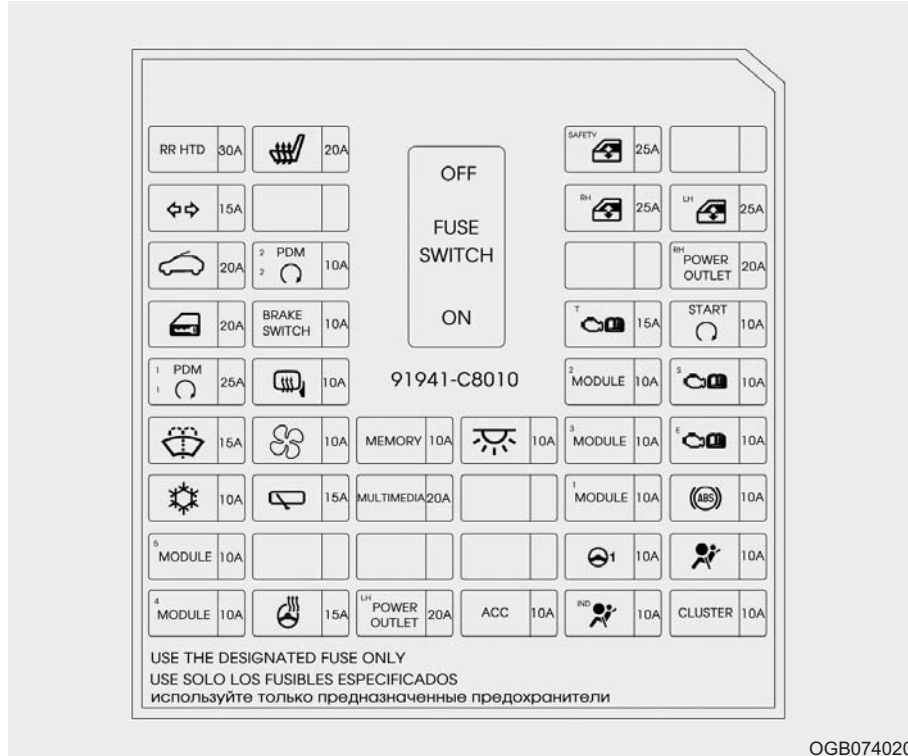 RR HTD 30A 20A
SAFETY 25A
OFF
15A
RH 25A LH 25A
FUSE
SWITCH
20A 2 PDM 2 10A
RH POWER OUTLET 20A
20A BRAKE SWITCH 10A
ON
T 15A START 10A
1 PDM 1 25A 10A
91941-C8010
2 MODULE 10A S 10A
15A 10A MEMORY 10A 10A 3 MODULE 10A E 10A
10A 15A MULTIMEDIA 20A 1 MODULE 10A (ABS) 10A
5 MODULE 10A 1 10A 10A
4 MODULE 10A 15A LH POWER OUTLET 20A ACC 10A IND 10A CLUSTER 10A
USE THE DESIGNATED FUSE ONLY
USE SOLO LOS FUSIBLES ESPECIFICADOS
используйте только предназначенные предохранители
OGB074020